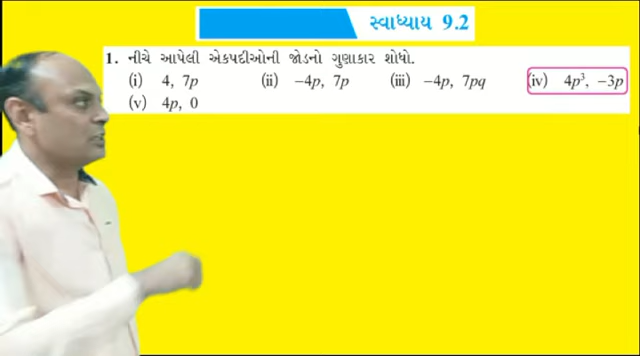 સ્વાધ્યાય 9.2
1. નીચે આપેલી એકપદીઓની જોડનો ગુણાકાર શોધો.
(i) 4, 7p (ii) −4p, 7p (iii) −4p, 7pq (iv) 4p³, −3p
(v) 4p, 0